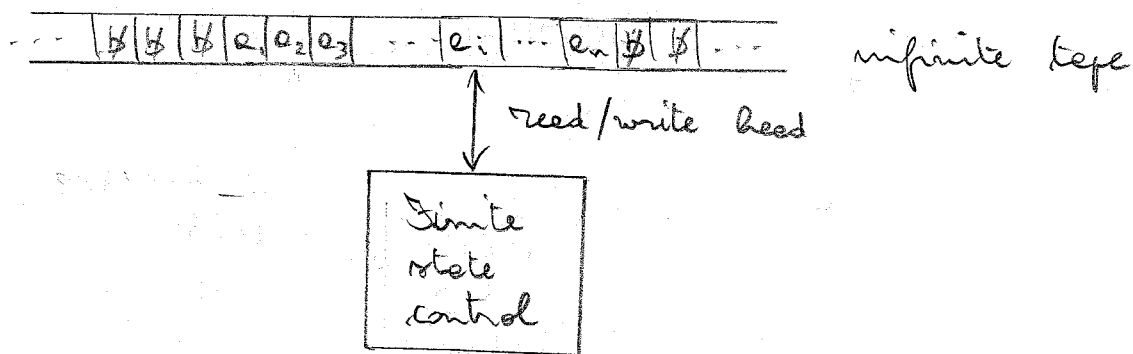 ... ␢ ␢ ␢ a₁ a₂ a₃ ... aᵢ ... aₙ ␢ ␢ ... infinite tape
read/write head
Finite
state
control